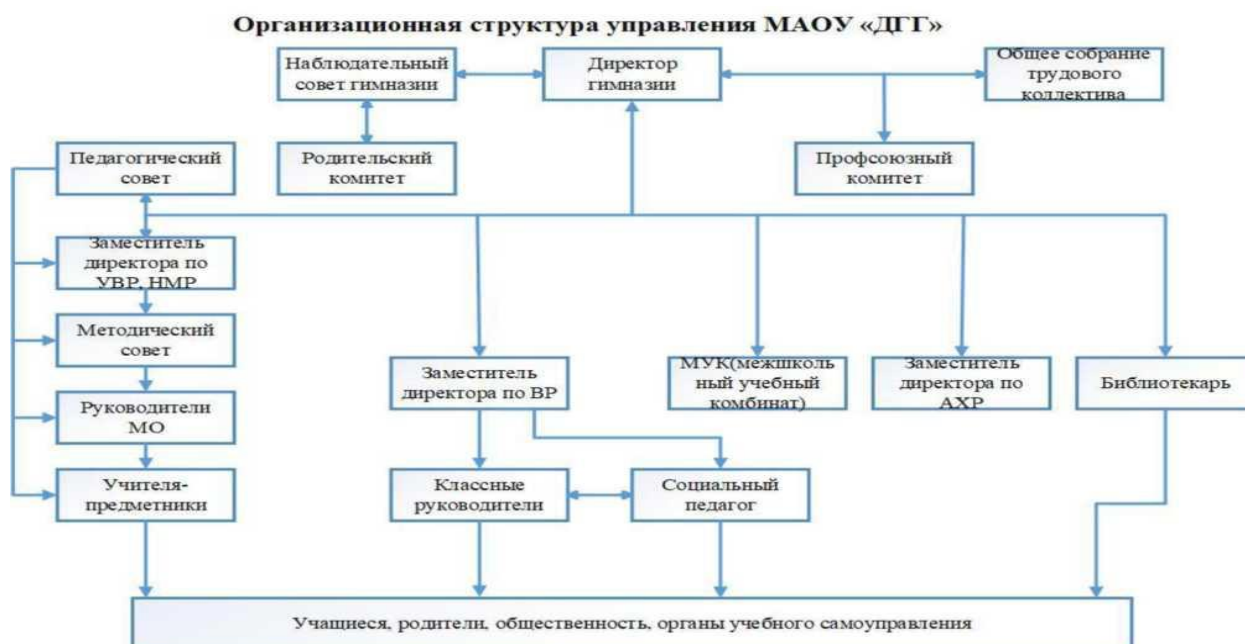 Организационная структура управления МАОУ «ДГГ»
Наблюдательный
совет гимназии
Директор
гимназии
Общее собрание
трудового
коллектива
Педагогический
совет
Родительский
комитет
Профсоюзный
комитет
Заместитель
директора по
УВР, НМР
Методический
совет
Руководители
МО
Учителя-
предметники
Заместитель
директора по ВР
МУК(межшколь
ный учебный
комбинат)
Заместитель
директора по
АХР
Библиотекарь
Классные
руководители
Социальный
педагог
Учащиеся, родители, общественность, органы учебного самоуправления